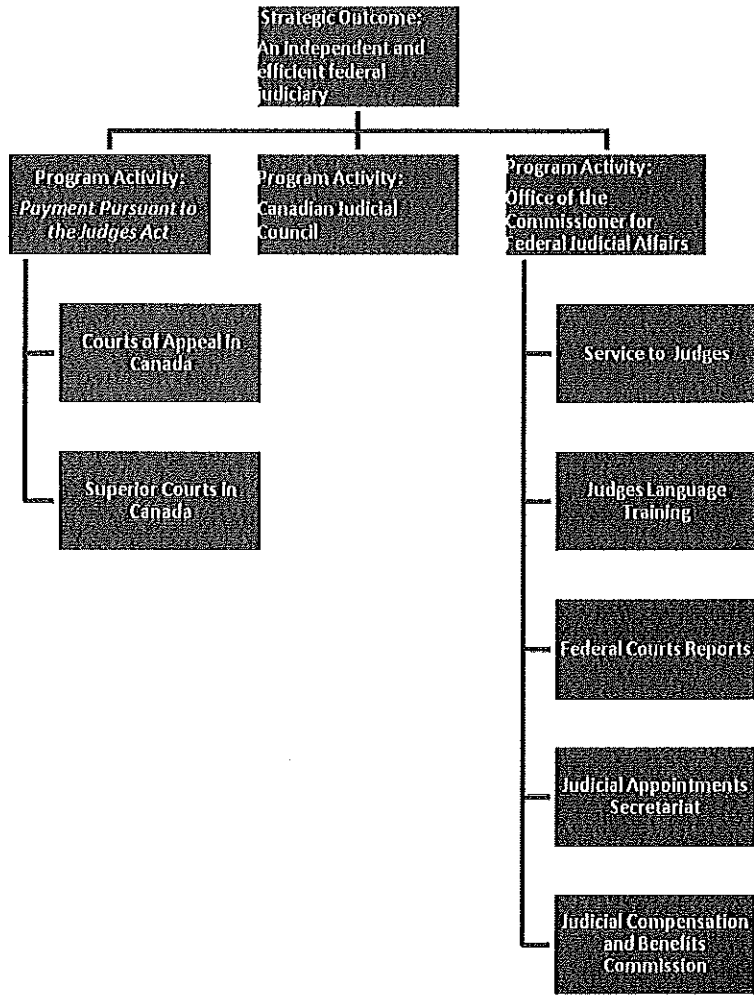 Strategic Outcome:
An independent and
efficient federal
judiciary
Program Activity:
Payment Pursuant to
the Judges Act
Program Activity:
Canadian Judicial
Council
Program Activity:
Office of the
Commissioner for
Federal Judicial Affairs
Courts of Appeal in
Canada
Superior Courts in
Canada
Service to Judges
Judges Language
Training
Federal Courts Reports
Judicial Appointments
Secretariat
Judicial Compensation
and Benefits
Commission